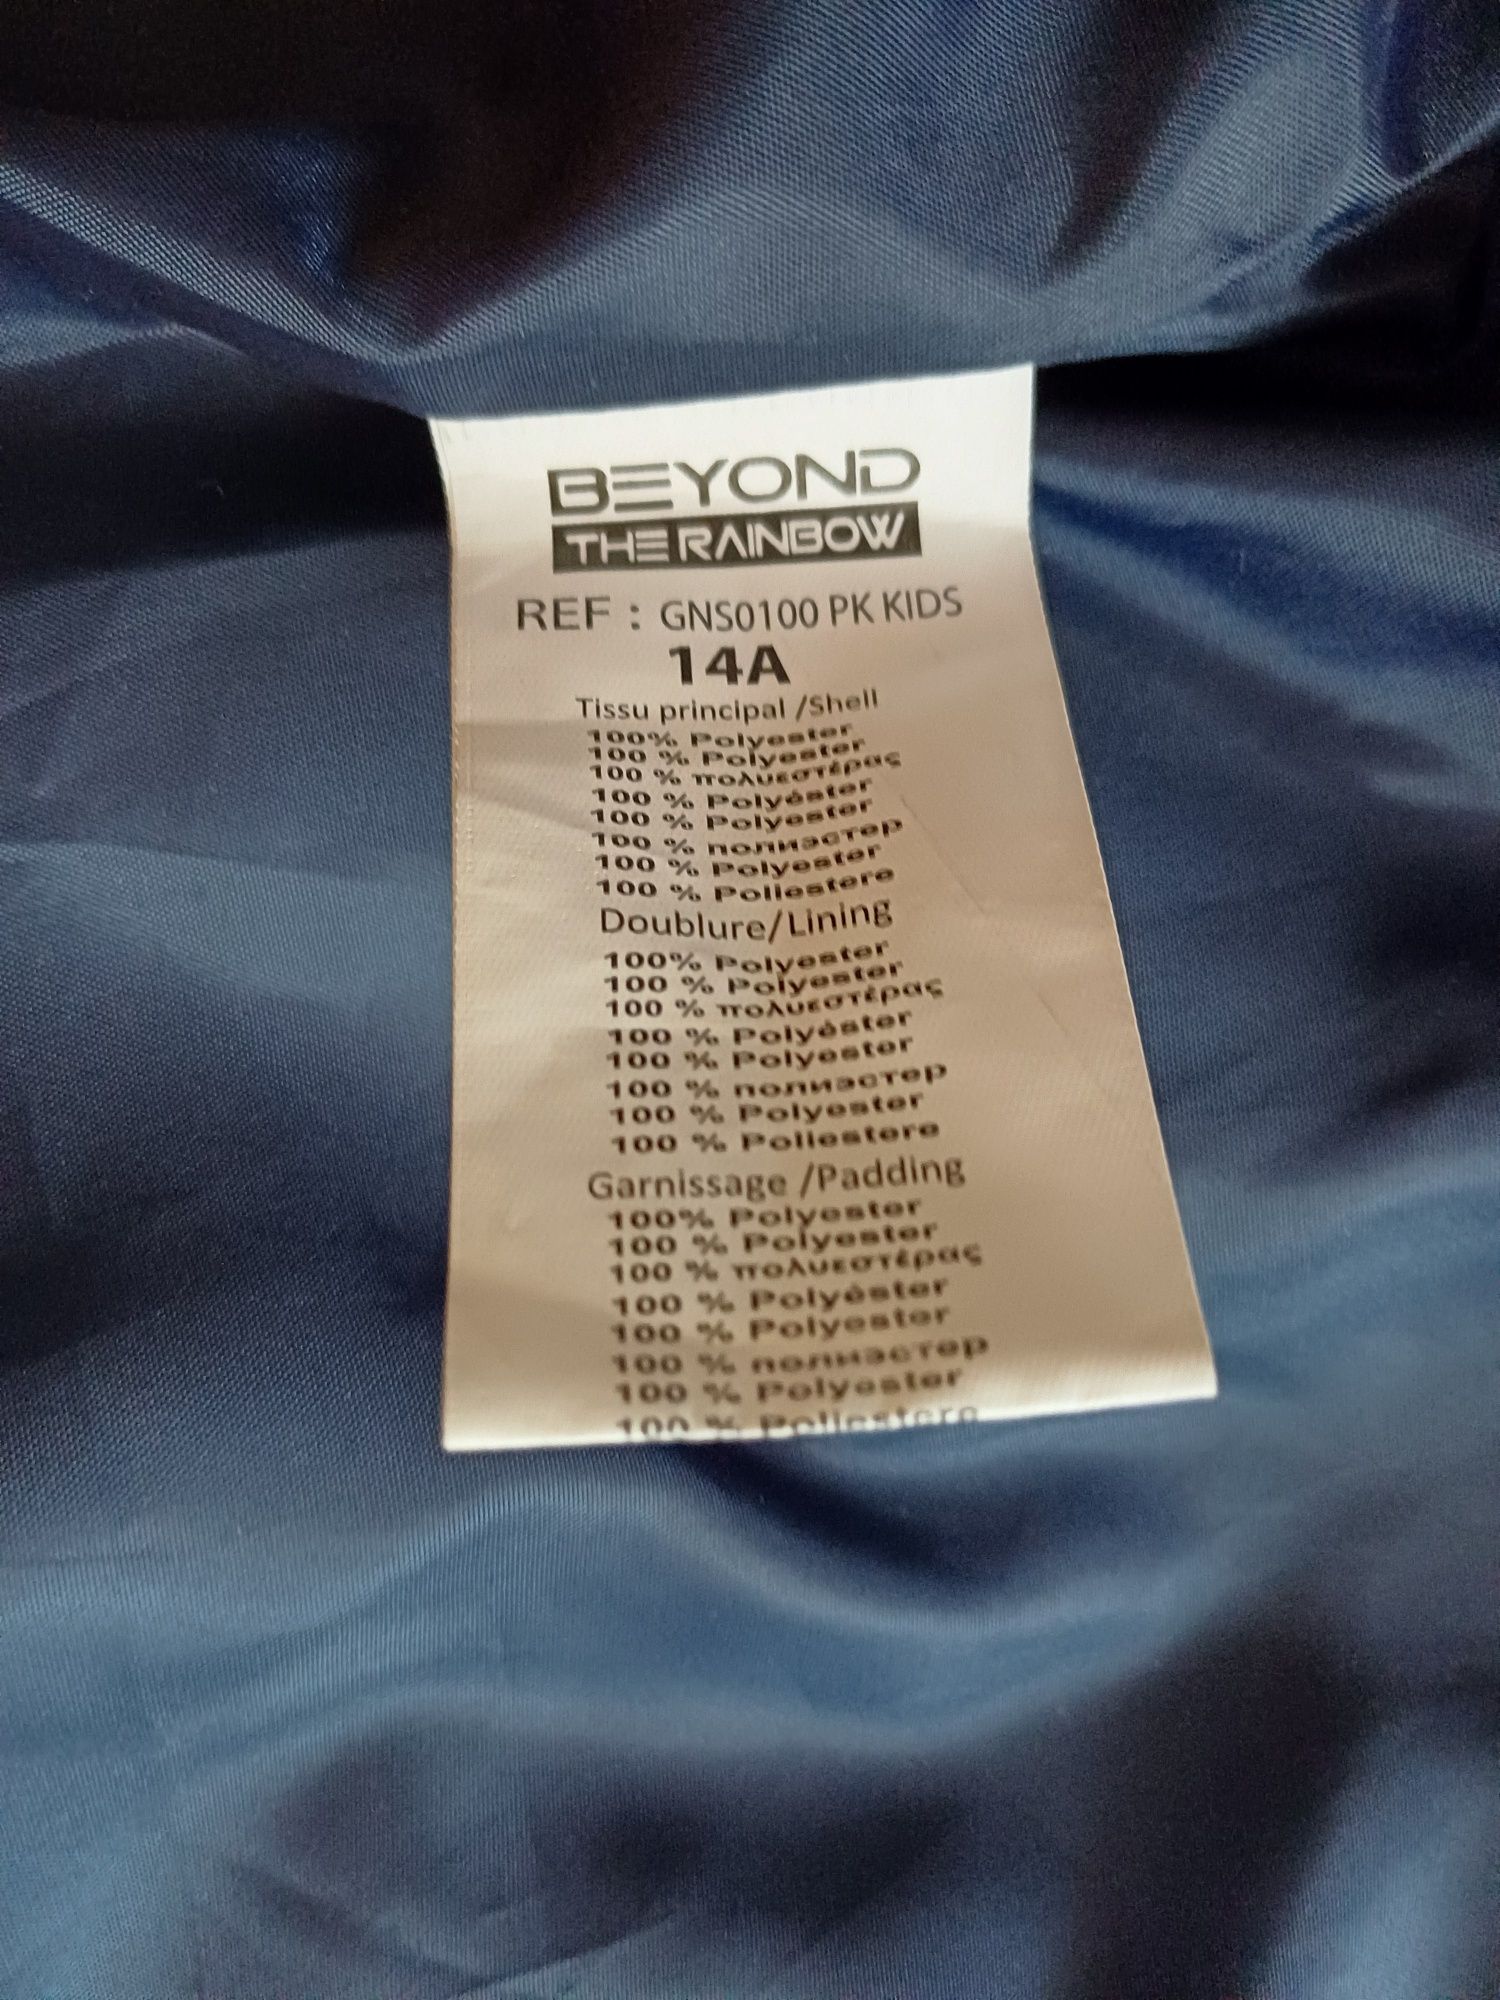 BEYOND
THE RAINBOW
REF : GNS0100 PK KIDS
14A
Tissu principal /Shell
100% Polyester
100 % Polyester
100 % πολυεστέρας
100 % Polyéster
100 % Polyester
100 % полиэстер
100 % Polyester
100 % Poliestere
Doublure/Lining
100% Polyester
100 % Polyester
100 % πολυεστέρας
100 % Polyéster
100 % Polyester
100 % полиэстер
100 % Polyester
100 % Poliestere
Garnissage /Padding
100% Polyester
100 % Polyester
100 % πολυεστέρας
100 % Polyéster
100 % Polyester
100 % полиэстер
100 % Polyester
100 % Poliestere